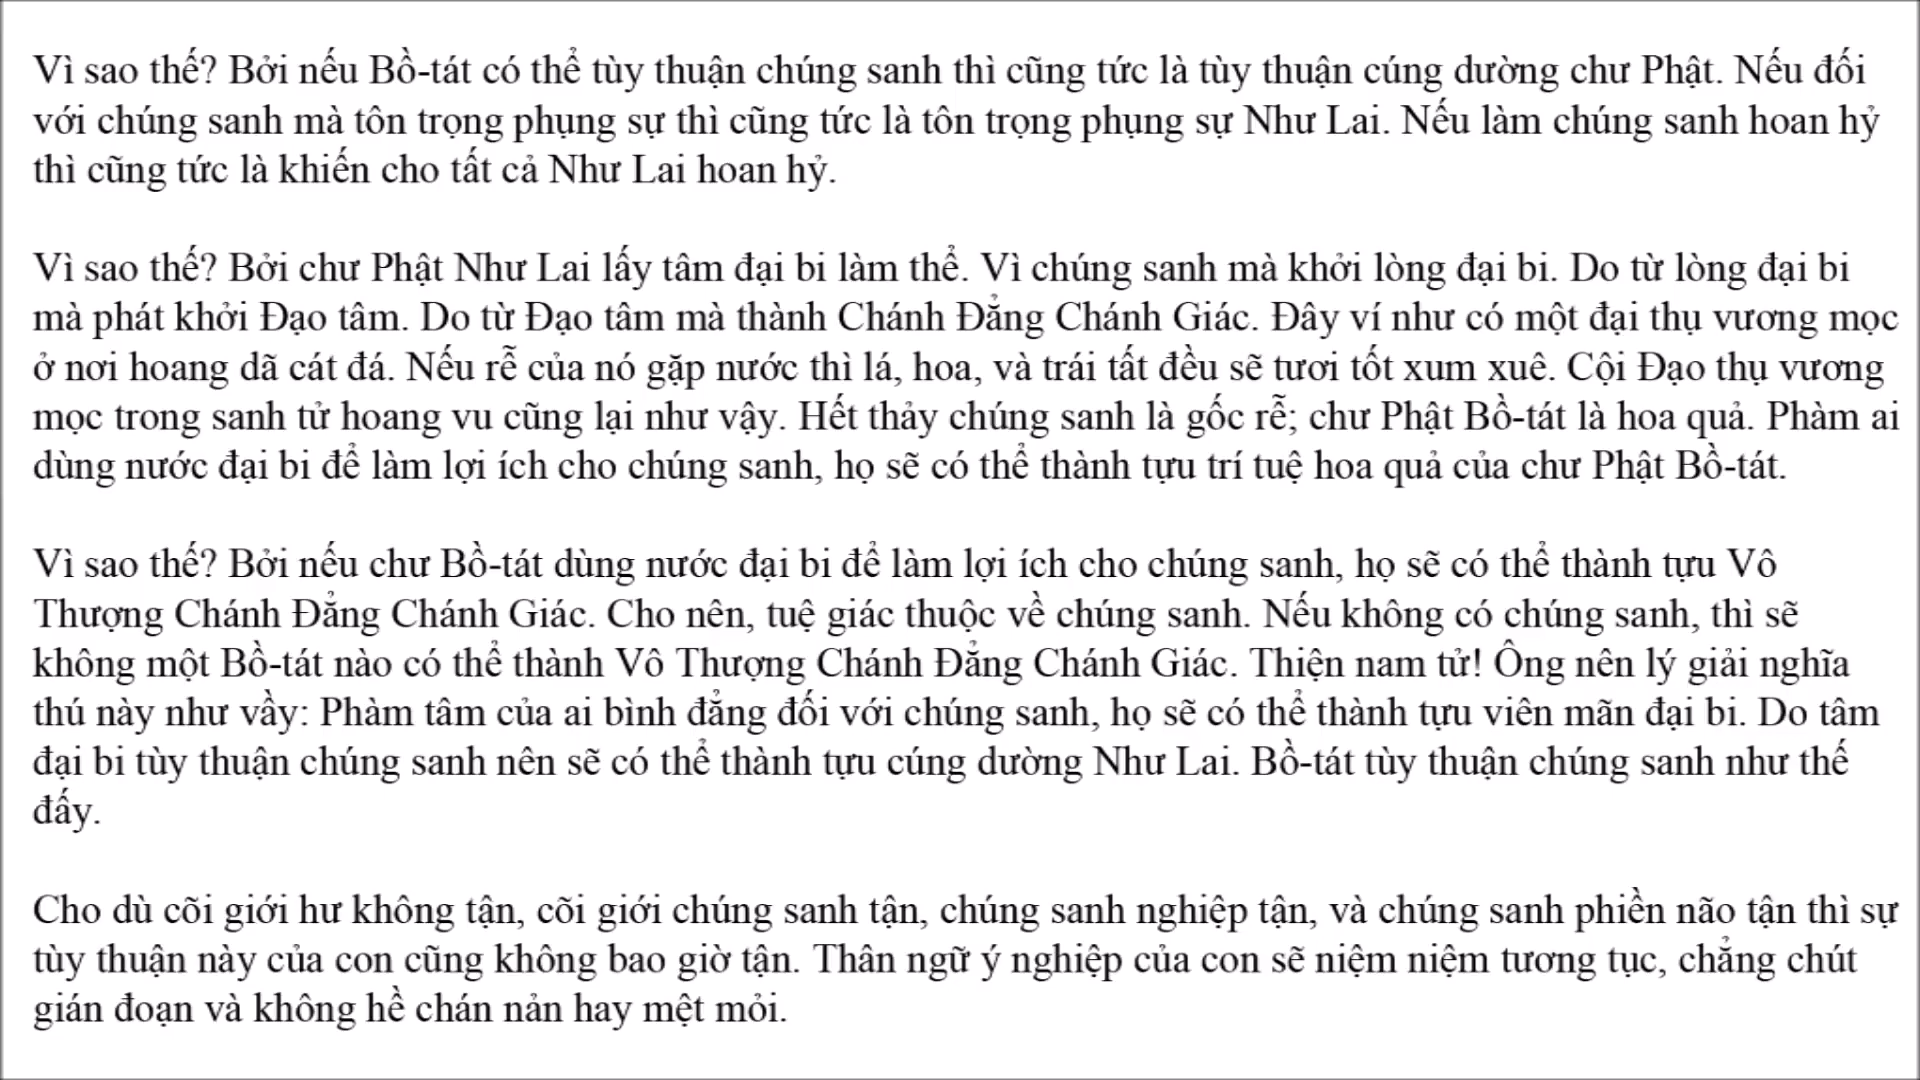 Vì sao thế? Bởi nếu Bồ-tát có thể tùy thuận chúng sanh thì cũng tức là tùy thuận cúng dường chư Phật. Nếu đối
với chúng sanh mà tôn trọng phụng sự thì cũng tức là tôn trọng phụng sự Như Lai. Nếu làm chúng sanh hoan hỷ
thì cũng tức là khiến cho tất cả Như Lai hoan hỷ.
Vì sao thế? Bởi chư Phật Như Lai lấy tâm đại bi làm thể. Vì chúng sanh mà khởi lòng đại bi. Do từ lòng đại bi
mà phát khởi Đạo tâm. Do từ Đạo tâm mà thành Chánh Đẳng Chánh Giác. Đây ví như có một đại thụ vương mọc
ở nơi hoang dã cát đá. Nếu rễ của nó gặp nước thì lá, hoa, và trái tất đều sẽ tươi tốt xum xuê. Cội Đạo thụ vương
mọc trong sanh tử hoang vu cũng lại như vậy. Hết thảy chúng sanh là gốc rễ; chư Phật Bồ-tát là hoa quả. Phàm ai
dùng nước đại bi để làm lợi ích cho chúng sanh, họ sẽ có thể thành tựu trí tuệ hoa quả của chư Phật Bồ-tát.
Vì sao thế? Bởi nếu chư Bồ-tát dùng nước đại bi để làm lợi ích cho chúng sanh, họ sẽ có thể thành tựu Vô
Thượng Chánh Đẳng Chánh Giác. Cho nên, tuệ giác thuộc về chúng sanh. Nếu không có chúng sanh, thì sẽ
không một Bồ-tát nào có thể thành Vô Thượng Chánh Đẳng Chánh Giác. Thiện nam tử! Ông nên lý giải nghĩa
thú này như vầy: Phàm tâm của ai bình đẳng đối với chúng sanh, họ sẽ có thể thành tựu viên mãn đại bi. Do tâm
đại bi tùy thuận chúng sanh nên sẽ có thể thành tựu cúng dường Như Lai. Bồ-tát tùy thuận chúng sanh như thế
đấy.
Cho dù cõi giới hư không tận, cõi giới chúng sanh tận, chúng sanh nghiệp tận, và chúng sanh phiền não tận thì sự
tùy thuận này của con cũng không bao giờ tận. Thân ngữ ý nghiệp của con sẽ niệm niệm tương tục, chẳng chút
gián đoạn và không hề chán nản hay mệt mỏi.